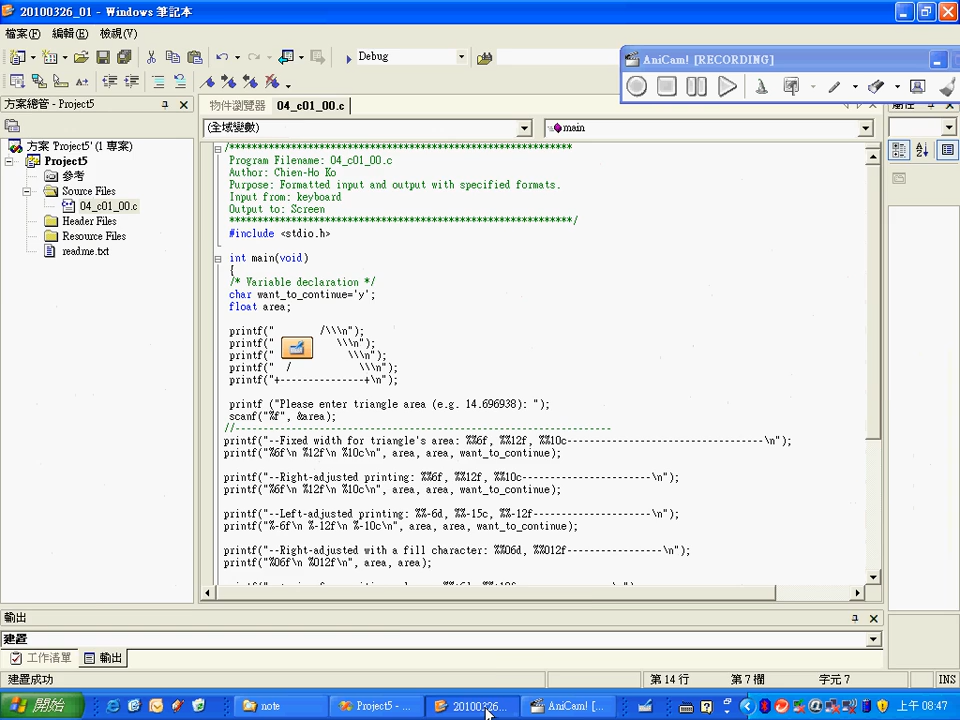 20100326_01 - Windows 筆記本
檔案(F) 編輯(E) 檢視(V)
Debug
AniCam! [RECORDING]
方案總管 - Project5
物件瀏覽器 04_c01_00.c
(全域變數) main
方案 'Project5' (1 專案)
Project5
參考
Source Files
04_c01_00.c
Header Files
Resource Files
readme.txt
/*************************************************************
Program Filename: 04_c01_00.c
Author: Chien-Ho Ko
Purpose: Formatted input and output with specified formats.
Input from: keyboard
Output to: Screen
*************************************************************/
#include <stdio.h>
int main(void)
{
/* Variable declaration */
char want_to_continue='y';
float area;
printf("        /\\\n");
printf("          \\\n");
printf("            \\\n");
printf("  /            \\\n");
printf("+---------------+\n");
printf ("Please enter triangle area (e.g. 14.696938): ");
scanf("%f", &area);
//-------------------------------------------------------------------
printf("--Fixed width for triangle's area: %%6f, %%12f, %%10c-----------------------------------\n");
printf("%6f\n %12f\n %10c\n", area, area, want_to_continue);
printf("--Right-adjusted printing: %%6f, %%12f, %%10c-----------------------\n");
printf("%6f\n %12f\n %10c\n", area, area, want_to_continue);
printf("--Left-adjusted printing: %%-6d, %%-15c, %%-12f---------------------\n");
printf("%-6f\n %-12f\n %-10c\n", area, area, want_to_continue);
printf("--Right-adjusted with a fill character: %%06d, %%012f-----------------\n");
printf("%06f\n %012f\n", area, area);
輸出
建置
工作清單 輸出
建置成功 第 14 行 第 7 欄 字元 7 INS
開始 note Project5 - ... 20100326... AniCam! [... 上午 08:47